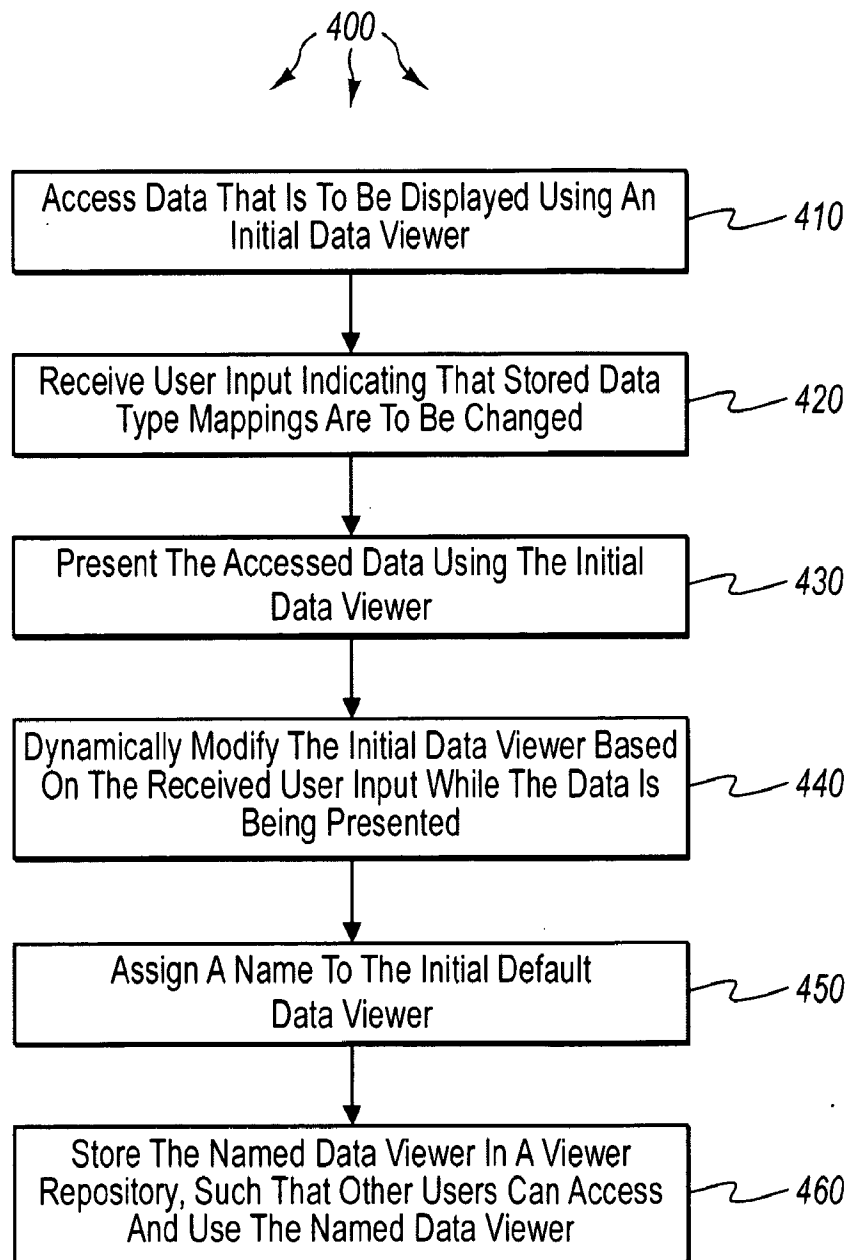 400
Access Data That Is To Be Displayed Using An
Initial Data Viewer
410
Receive User Input Indicating That Stored Data
Type Mappings Are To Be Changed
420
Present The Accessed Data Using The Initial
Data Viewer
430
Dynamically Modify The Initial Data Viewer Based
On The Received User Input While The Data Is
Being Presented
440
Assign A Name To The Initial Default
Data Viewer
450
Store The Named Data Viewer In A Viewer
Repository, Such That Other Users Can Access
And Use The Named Data Viewer
460